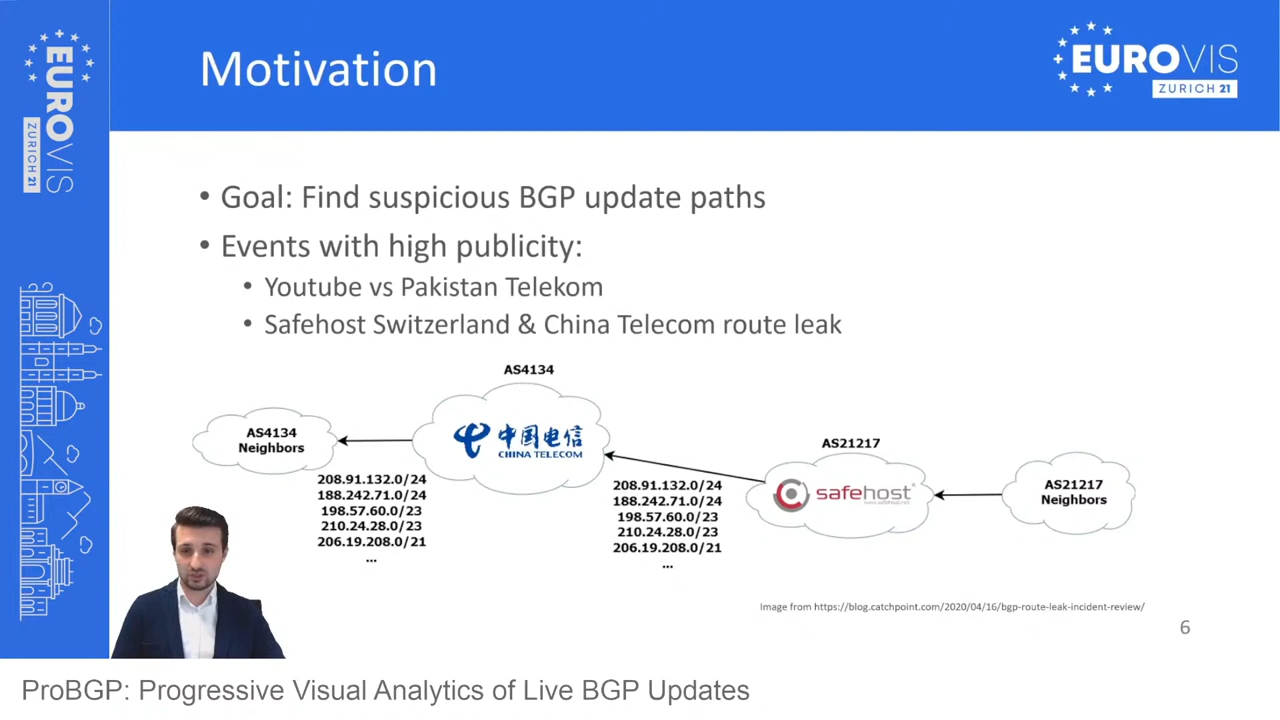 EUROVIS
ZURICH 21
Motivation
EUROVIS
ZURICH 21
• Goal: Find suspicious BGP update paths
• Events with high publicity:
• Youtube vs Pakistan Telekom
• Safehost Switzerland & China Telecom route leak
AS4134
AS4134
Neighbors
中国电信
CHINA TELECOM
208.91.132.0/24
188.242.71.0/24
198.57.60.0/23
210.24.28.0/23
206.19.208.0/21
...
208.91.132.0/24
188.242.71.0/24
198.57.60.0/23
210.24.28.0/23
206.19.208.0/21
...
AS21217
safehost
AS21217
Neighbors
Image from https://blog.catchpoint.com/2020/04/16/bgp-route-leak-incident-review/
6
ProBGP: Progressive Visual Analytics of Live BGP Updates